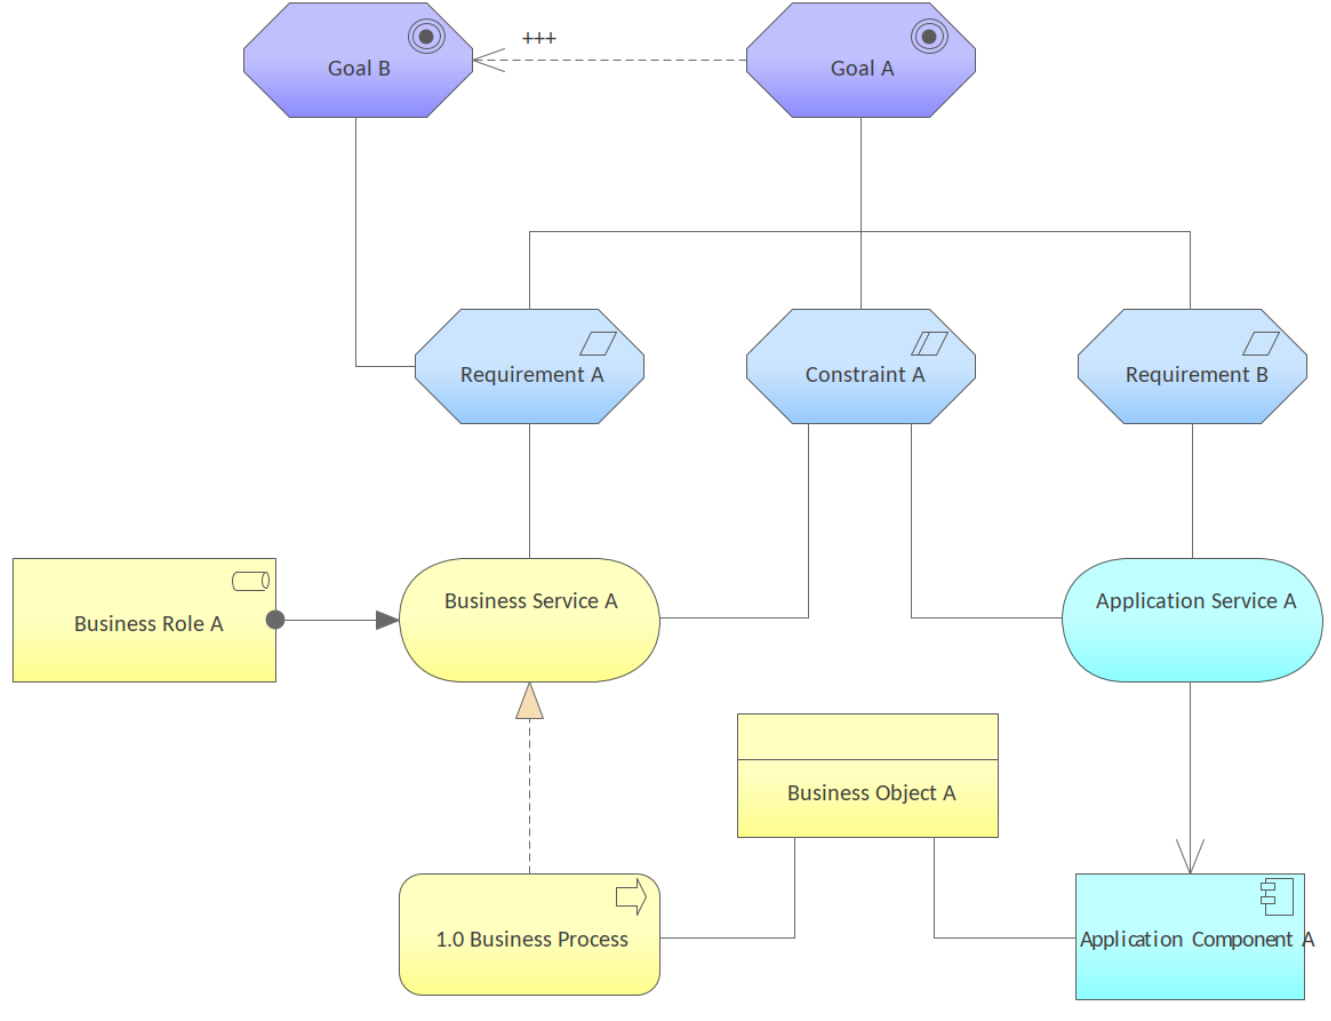 +++
Goal B
Goal A
Requirement A
Constraint A
Requirement B
Business Service A
Application Service A
Business Role A
Business Object A
1.0 Business Process
Application Component A